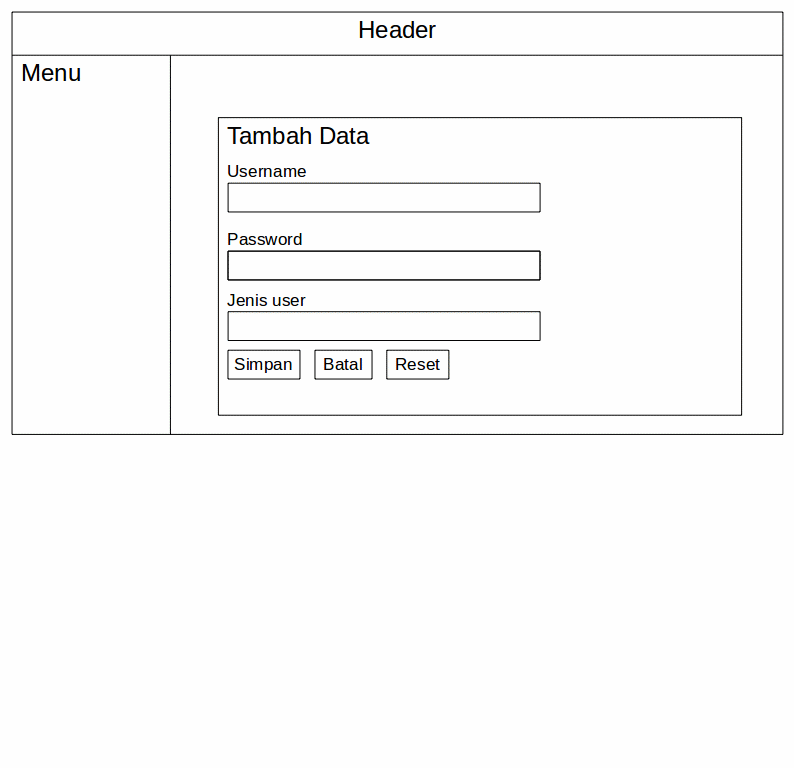 Header
Menu
Tambah Data
Username
Password
Jenis user
Simpan Batal Reset